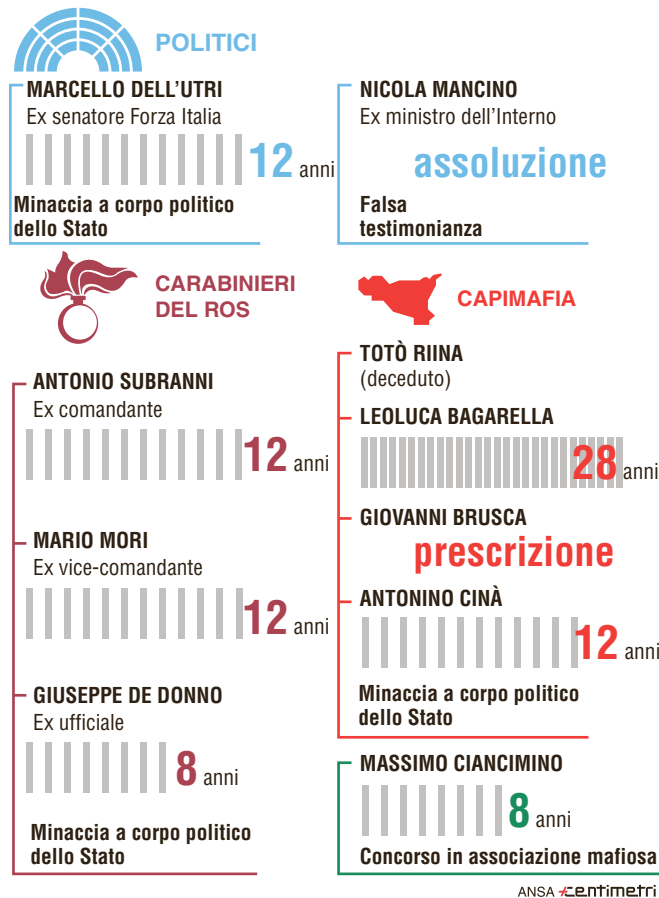 POLITICI
MARCELLO DELL'UTRI
Ex senatore Forza Italia
12 anni
Minaccia a corpo politico
dello Stato
NICOLA MANCINO
Ex ministro dell'Interno
assoluzione
Falsa
testimonianza
CARABINIERI
DEL ROS
ANTONIO SUBRANNI
Ex comandante
12 anni
MARIO MORI
Ex vice-comandante
12 anni
GIUSEPPE DE DONNO
Ex ufficiale
8 anni
Minaccia a corpo politico
dello Stato
CAPIMAFIA
TOTÒ RIINA
(deceduto)
LEOLUCA BAGARELLA
28 anni
GIOVANNI BRUSCA
prescrizione
ANTONINO CINÀ
12 anni
Minaccia a corpo politico
dello Stato
MASSIMO CIANCIMINO
8 anni
Concorso in associazione mafiosa
ANSA centimetri